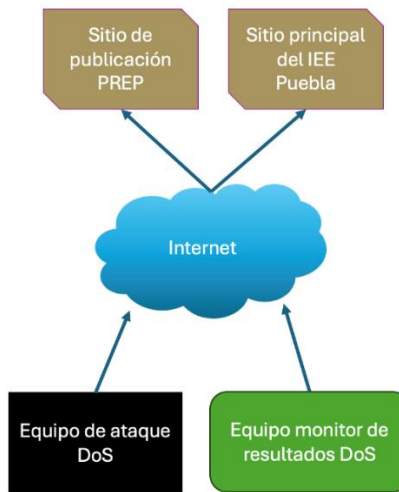 Sitio de
publicación
PREP
Sitio principal
del IEE
Puebla
Internet
Equipo de ataque
DoS
Equipo monitor de
resultados DoS